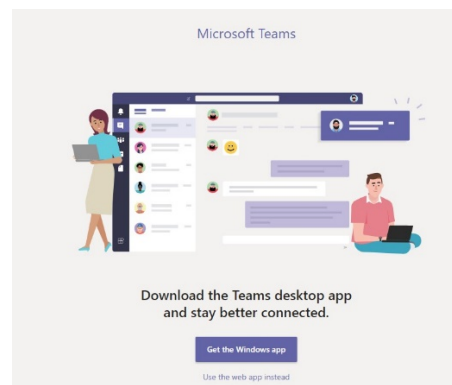 Microsoft Teams
Download the Teams desktop app
and stay better connected.
Get the Windows app
Use the web app instead